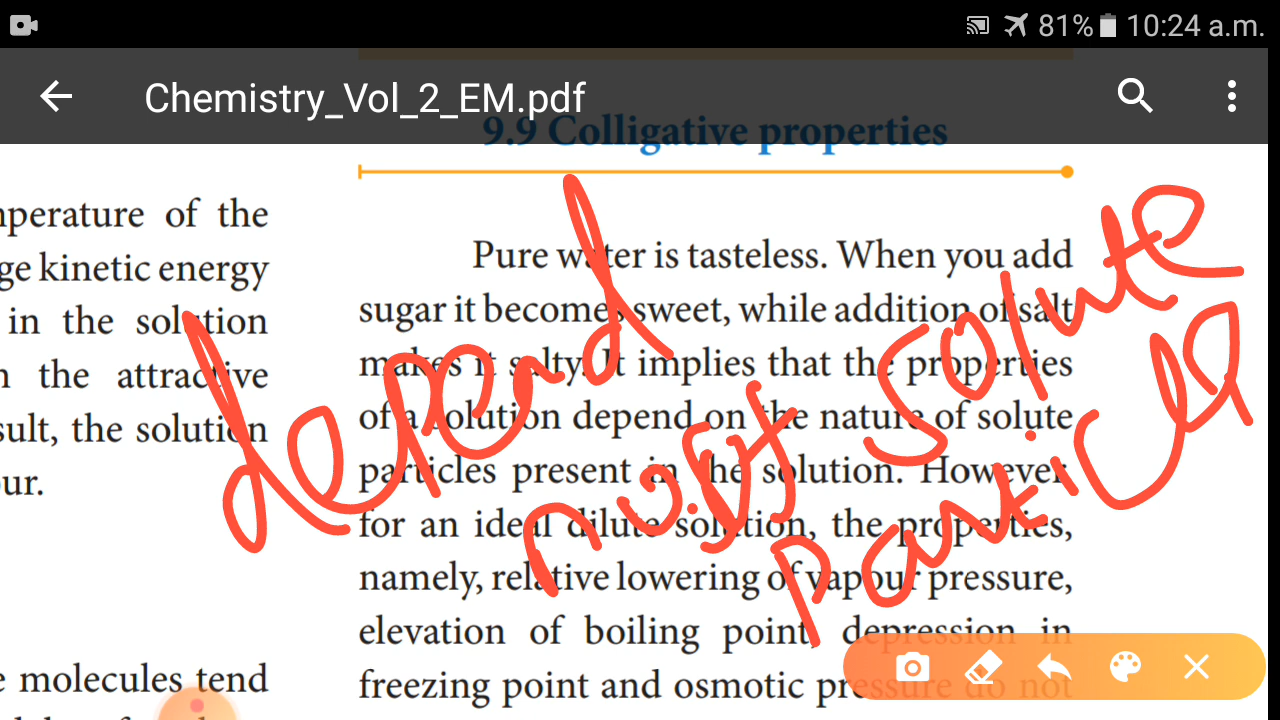 81% 10:24 a.m.
Chemistry_Vol_2_EM.pdf
9.9 Colligative properties
mperature of the
ge kinetic energy
in the solution
n the attractive
sult, the solution
our.
e molecules tend
Pure water is tasteless. When you add
sugar it becomes sweet, while addition of salt
makes it salty. It implies that the properties
of a solution depend on the nature of solute
particles present in the solution. However,
for an ideal dilute solution, the properties,
namely, relative lowering of vapour pressure,
elevation of boiling point, depression in
freezing point and osmotic pressure do not
depend
no. of solute
particle